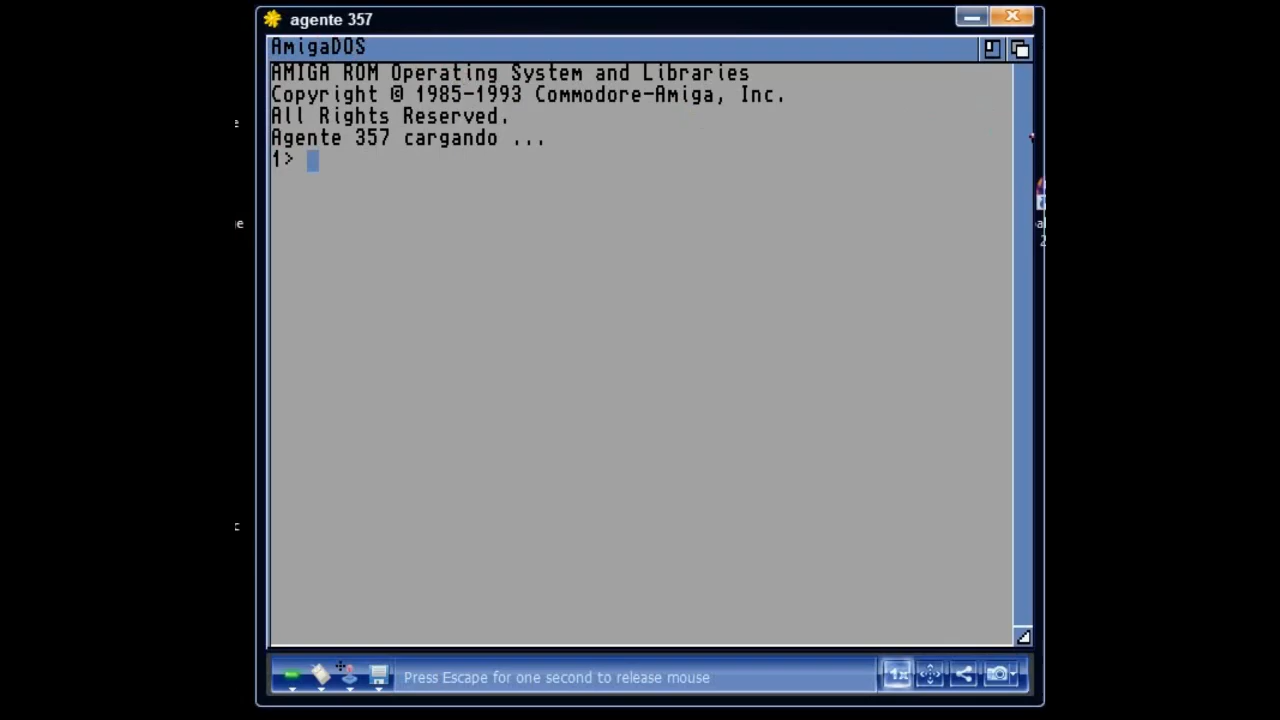 agente 357
AmigaDOS
AMIGA ROM Operating System and Libraries
Copyright © 1985-1993 Commodore-Amiga, Inc.
All Rights Reserved.
Agente 357 cargando ...
1>
Press Escape for one second to release mouse
1x